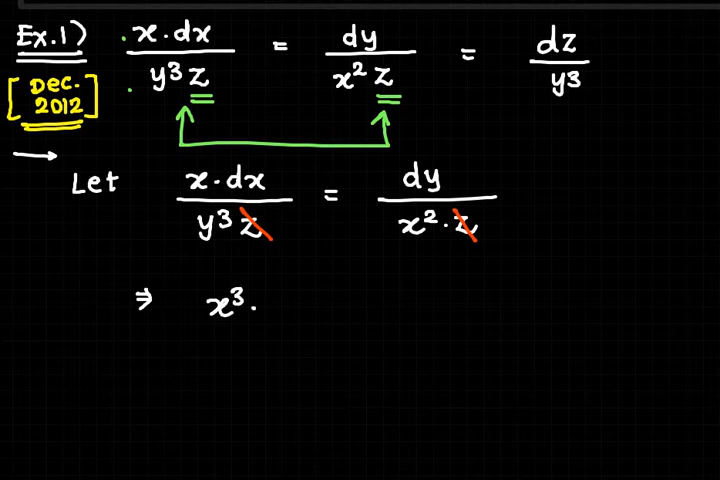 Ex.1) x·dx / y³z = dy / x²z = dz / y³
[Dec. 2012]
→ Let x·dx / y³z = dy / x²·z
⇒ x³·